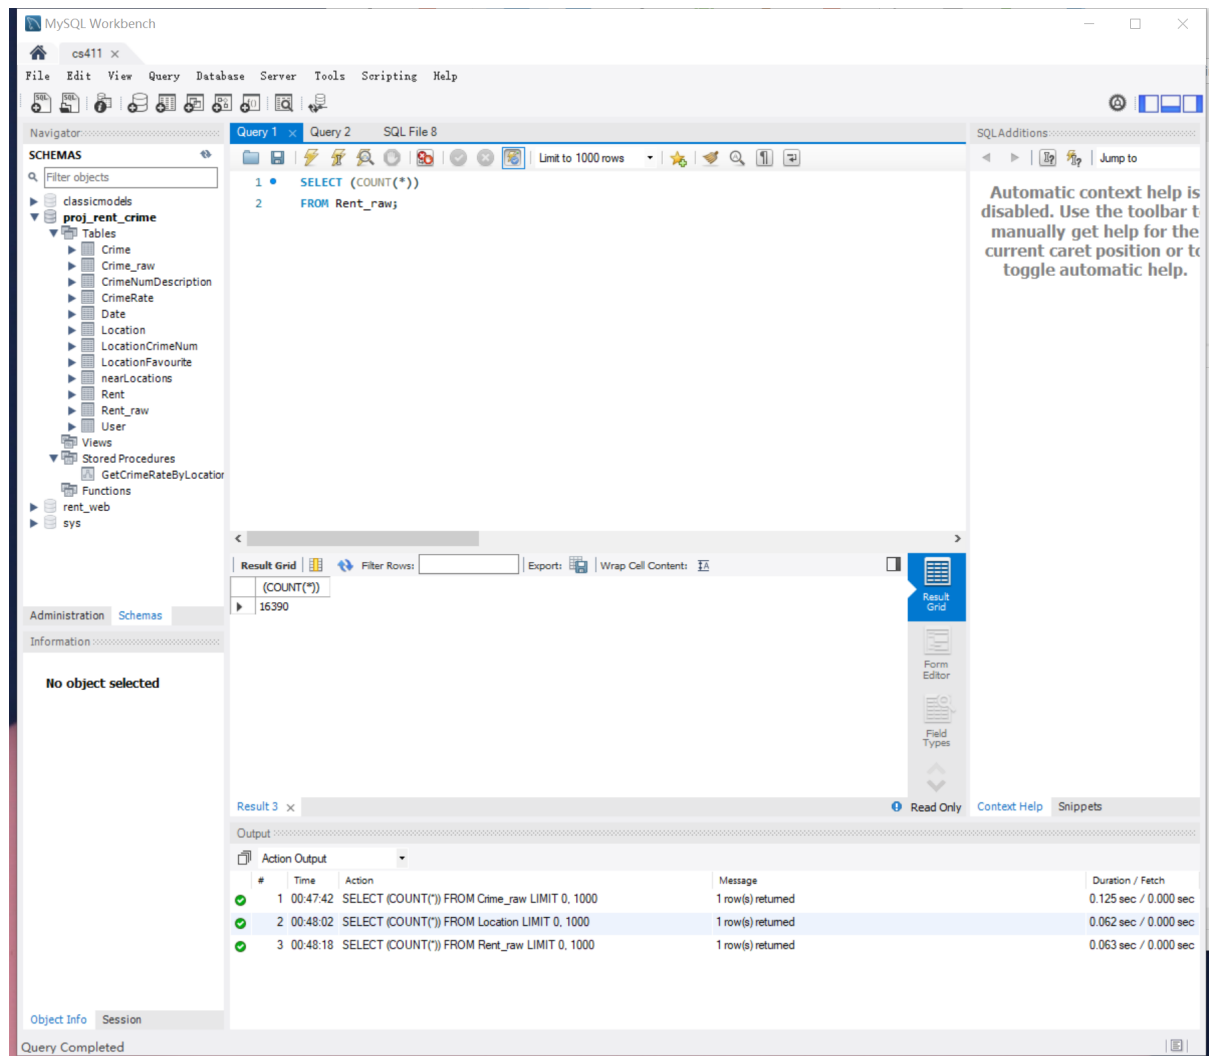 MySQL Workbench
cs411
File Edit View Query Database Server Tools Scripting Help
Navigator
SCHEMAS
Filter objects
classicmodels
proj_rent_crime
Tables
Crime
Crime_raw
CrimeNumDescription
CrimeRate
Date
Location
LocationCrimeNum
LocationFavourite
nearLocations
Rent
Rent_raw
User
Views
Stored Procedures
GetCrimeRateByLocation
Functions
rent_web
sys
Administration Schemas
Information
No object selected
Object Info Session
Query Completed
Query 1 Query 2 SQL File 8
Limit to 1000 rows
1 SELECT (COUNT(*))
2 FROM Rent_raw;
Result Grid Filter Rows: Export: Wrap Cell Content:
(COUNT(*))
16390
Result Grid
Form Editor
Field Types
Result 3 Read Only
SQLAdditions
Jump to
Automatic context help is
disabled. Use the toolbar t
manually get help for the
current caret position or to
toggle automatic help.
Context Help Snippets
Output
Action Output
# Time Action Message Duration / Fetch
1 00:47:42 SELECT (COUNT(*)) FROM Crime_raw LIMIT 0, 1000 1 row(s) returned 0.125 sec / 0.000 sec
2 00:48:02 SELECT (COUNT(*)) FROM Location LIMIT 0, 1000 1 row(s) returned 0.062 sec / 0.000 sec
3 00:48:18 SELECT (COUNT(*)) FROM Rent_raw LIMIT 0, 1000 1 row(s) returned 0.063 sec / 0.000 sec